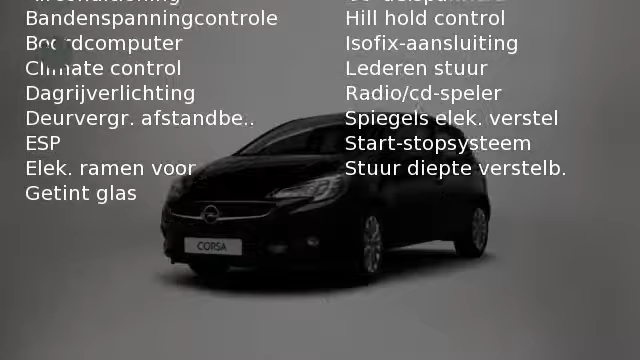 Bandenspanningcontrole
Boordcomputer
Climate control
Dagrijverlichting
Deurvergr. afstandbe..
ESP
Elek. ramen voor
Getint glas
Hill hold control
Isofix-aansluiting
Lederen stuur
Radio/cd-speler
Spiegels elek. verstel
Start-stopsysteem
Stuur diepte verstelb.
CORSA